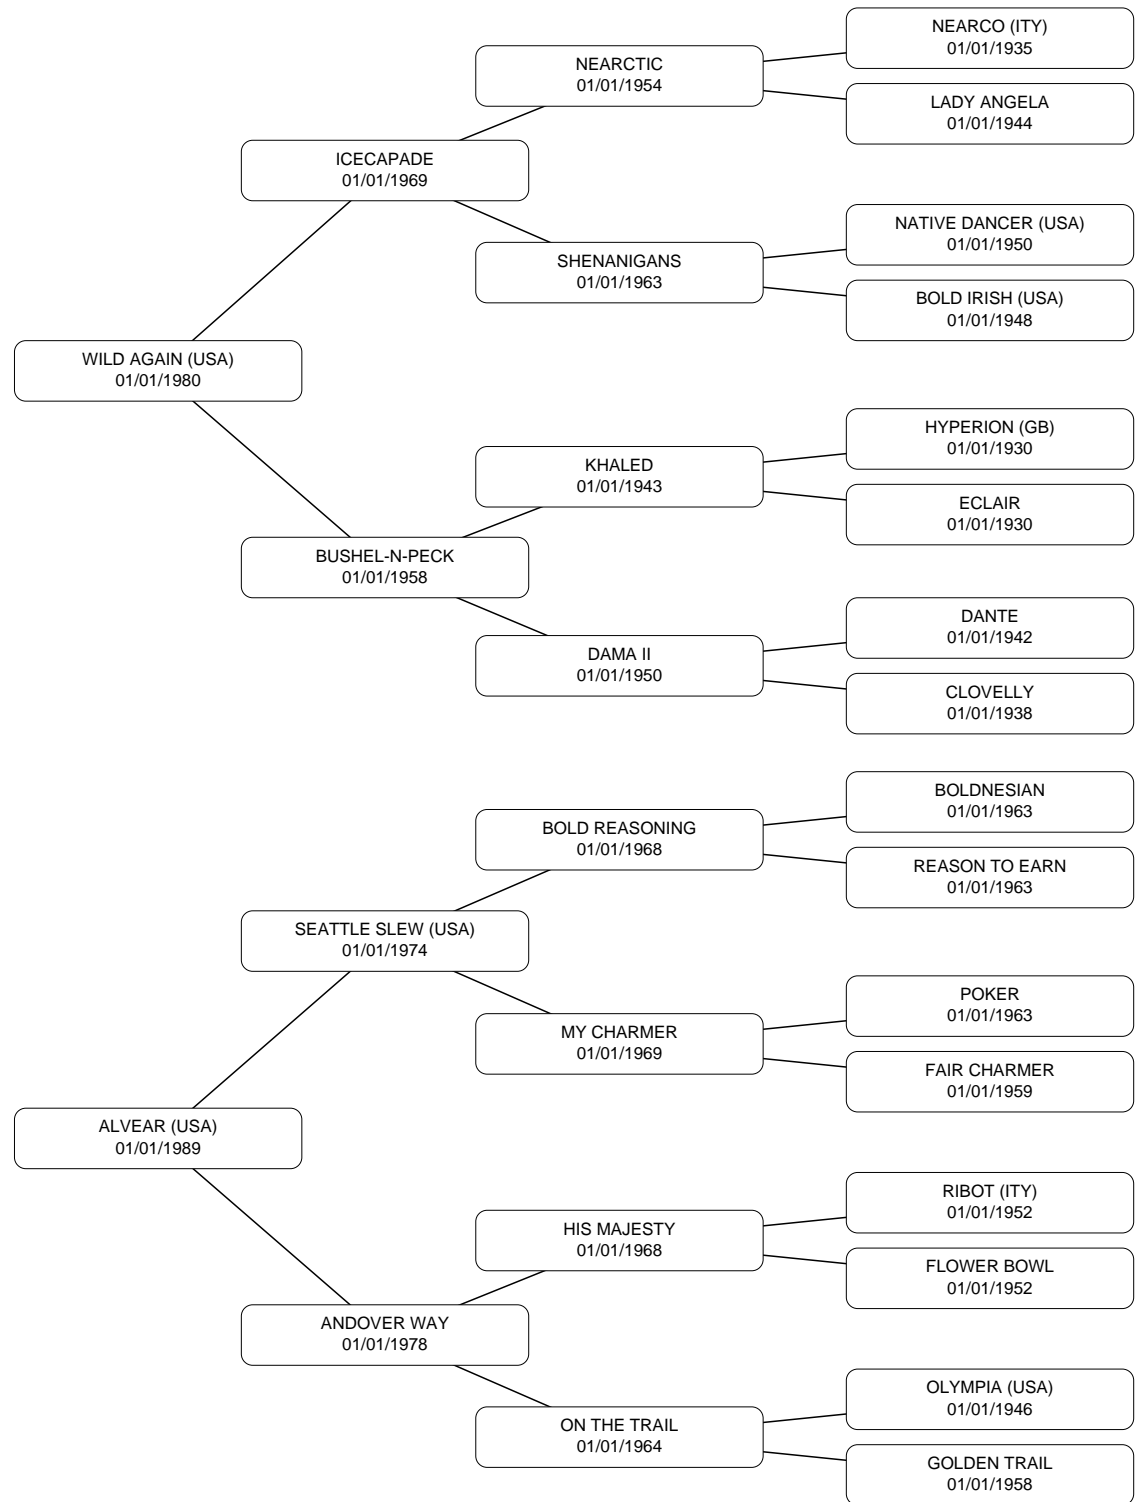 NEARCO (ITY)
01/01/1935
NEARCTIC
01/01/1954
LADY ANGELA
01/01/1944
ICECAPADE
01/01/1969
NATIVE DANCER (USA)
01/01/1950
SHENANIGANS
01/01/1963
BOLD IRISH (USA)
01/01/1948
WILD AGAIN (USA)
01/01/1980
HYPERION (GB)
01/01/1930
KHALED
01/01/1943
ECLAIR
01/01/1930
BUSHEL-N-PECK
01/01/1958
DANTE
01/01/1942
DAMA II
01/01/1950
CLOVELLY
01/01/1938
BOLDNESIAN
01/01/1963
BOLD REASONING
01/01/1968
REASON TO EARN
01/01/1963
SEATTLE SLEW (USA)
01/01/1974
POKER
01/01/1963
MY CHARMER
01/01/1969
FAIR CHARMER
01/01/1959
ALVEAR (USA)
01/01/1989
RIBOT (ITY)
01/01/1952
HIS MAJESTY
01/01/1968
FLOWER BOWL
01/01/1952
ANDOVER WAY
01/01/1978
OLYMPIA (USA)
01/01/1946
ON THE TRAIL
01/01/1964
GOLDEN TRAIL
01/01/1958